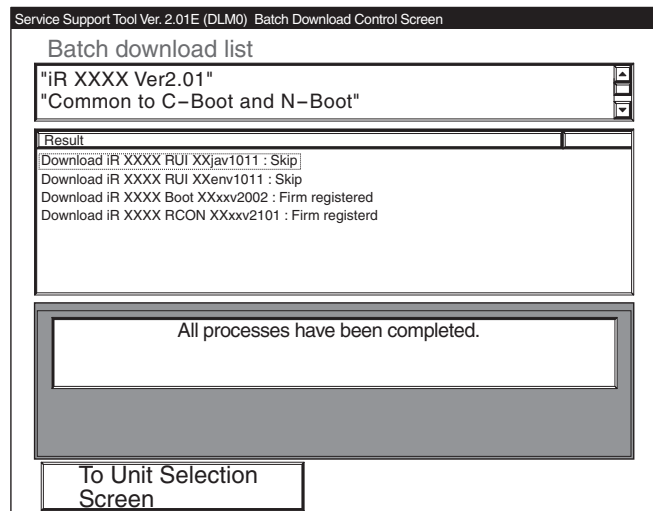 Service Support Tool Ver. 2.01E (DLM0) Batch Download Control Screen
Batch download list
"iR XXXX Ver2.01"
"Common to C−Boot and N−Boot"
Result
Download iR XXXX RUI XXjav1011 : Skip
Download iR XXXX RUI XXenv1011 : Skip
Download iR XXXX Boot XXxxv2002 : Firm registered
Download iR XXXX RCON XXxxv2101 : Firm registerd
All processes have been completed.
To Unit Selection
Screen